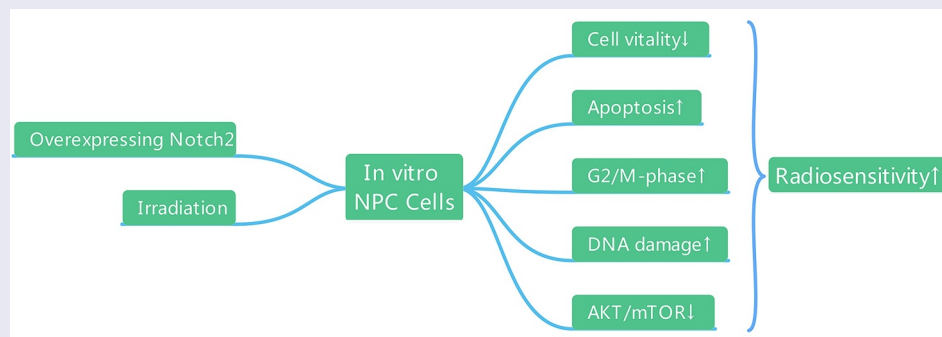 Overexpressing Notch2
Irradiation
In vitro
NPC Cells
Cell vitality↓
Apoptosis↑
G2/M-phase↑
DNA damage↑
AKT/mTOR↓
Radiosensitivity↑